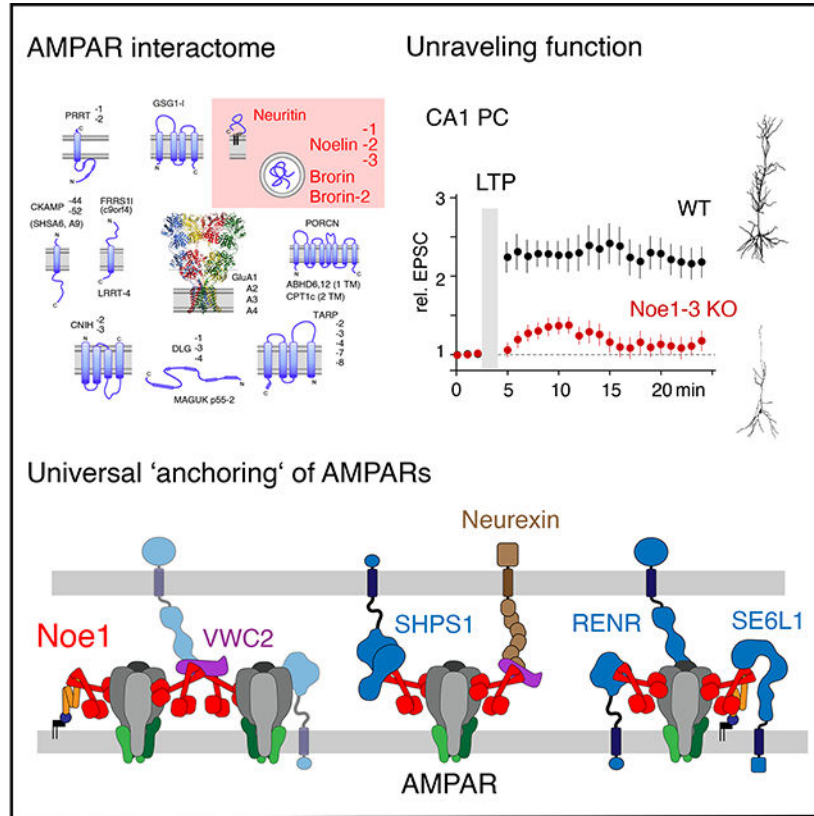 AMPAR interactome
Unraveling function
PRRT -1
-2
GSG1-l
Neuritin
-1
Noelin -2
-3
Brorin
Brorin-2
C
N
N
C
C
CKAMP -44
-52
(SHSA6, A9)
FRRS1l
(c9orf4)
LRRT-4
N
C
N
C
GluA1
A2
A3
A4
PORCN
N
C
ABHD6,12 (1 TM)
CPT1c (2 TM)
CNIH -2
-3
N
C
DLG -1
-3
-4
C
N
MAGUK p55-2
TARP
-2
-3
-4
-7
-8
N
C
CA1 PC
LTP
WT
Noe1-3 KO
rel. EPSC
3
2
1
0
5
10
15
20 min
Universal ‘anchoring‘ of AMPARs
Neurexin
Noe1
VWC2
SHPS1
RENR
SE6L1
AMPAR